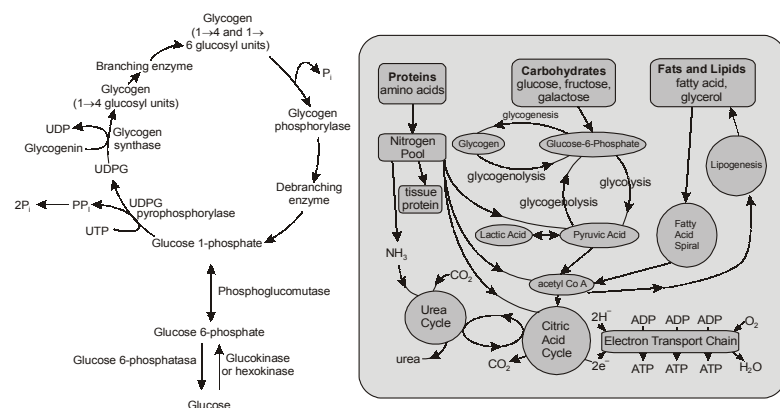 Glycogen
(1→4 and 1→
6 glucosyl units)
Branching enzyme
Pi
Glycogen
(1→4 glucosyl units)
Glycogen
phosphorylase
UDP
Glycogen
synthase
Glycogenin
UDPG
Debranching
enzyme
2Pi
PPi
UDPG
pyrophosphorylase
UTP
Glucose 1-phosphate
Phosphoglucomutase
Glucose 6-phosphate
Glucose 6-phosphatasa
Glucokinase
or hexokinase
Glucose
Proteins
amino acids
Carbohydrates
glucose, fructose,
galactose
Fats and Lipids
fatty acid,
glycerol
glycogenesis
Nitrogen
Pool
Glycogen
Glucose-6-Phosphate
Lipogenesis
glycogenolysis
glycolysis
tissue
protein
glycogenolysis
Lactic Acid
Pyruvic Acid
Fatty
Acid
Spiral
NH3
CO2
acetyl Co A
Urea
Cycle
Citric
Acid
Cycle
2H-
ADP ADP ADP
O2
Electron Transport Chain
urea
CO2
2e-
ATP ATP ATP
H2O